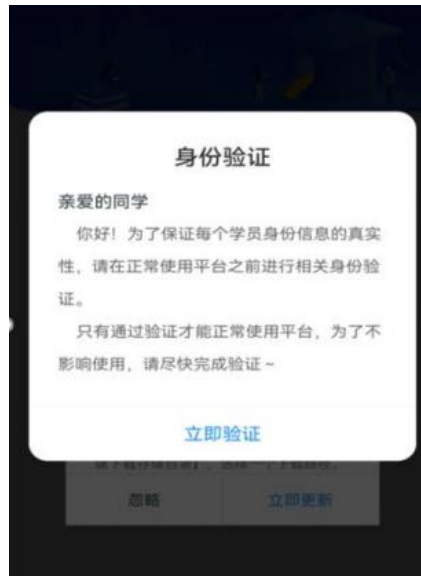 身份验证
亲爱的同学
你好！为了保证每个学员身份信息的真实
性，请在正常使用平台之前进行相关身份验
证。
只有通过验证才能正常使用平台，为了不
影响使用，请尽快完成验证~
立即验证
忽略
立即更新